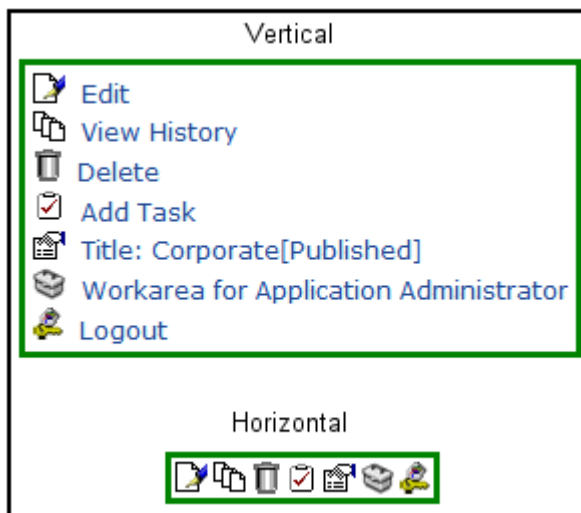 Vertical
Edit
View History
Delete
Add Task
Title: Corporate[Published]
Workarea for Application Administrator
Logout
Horizontal